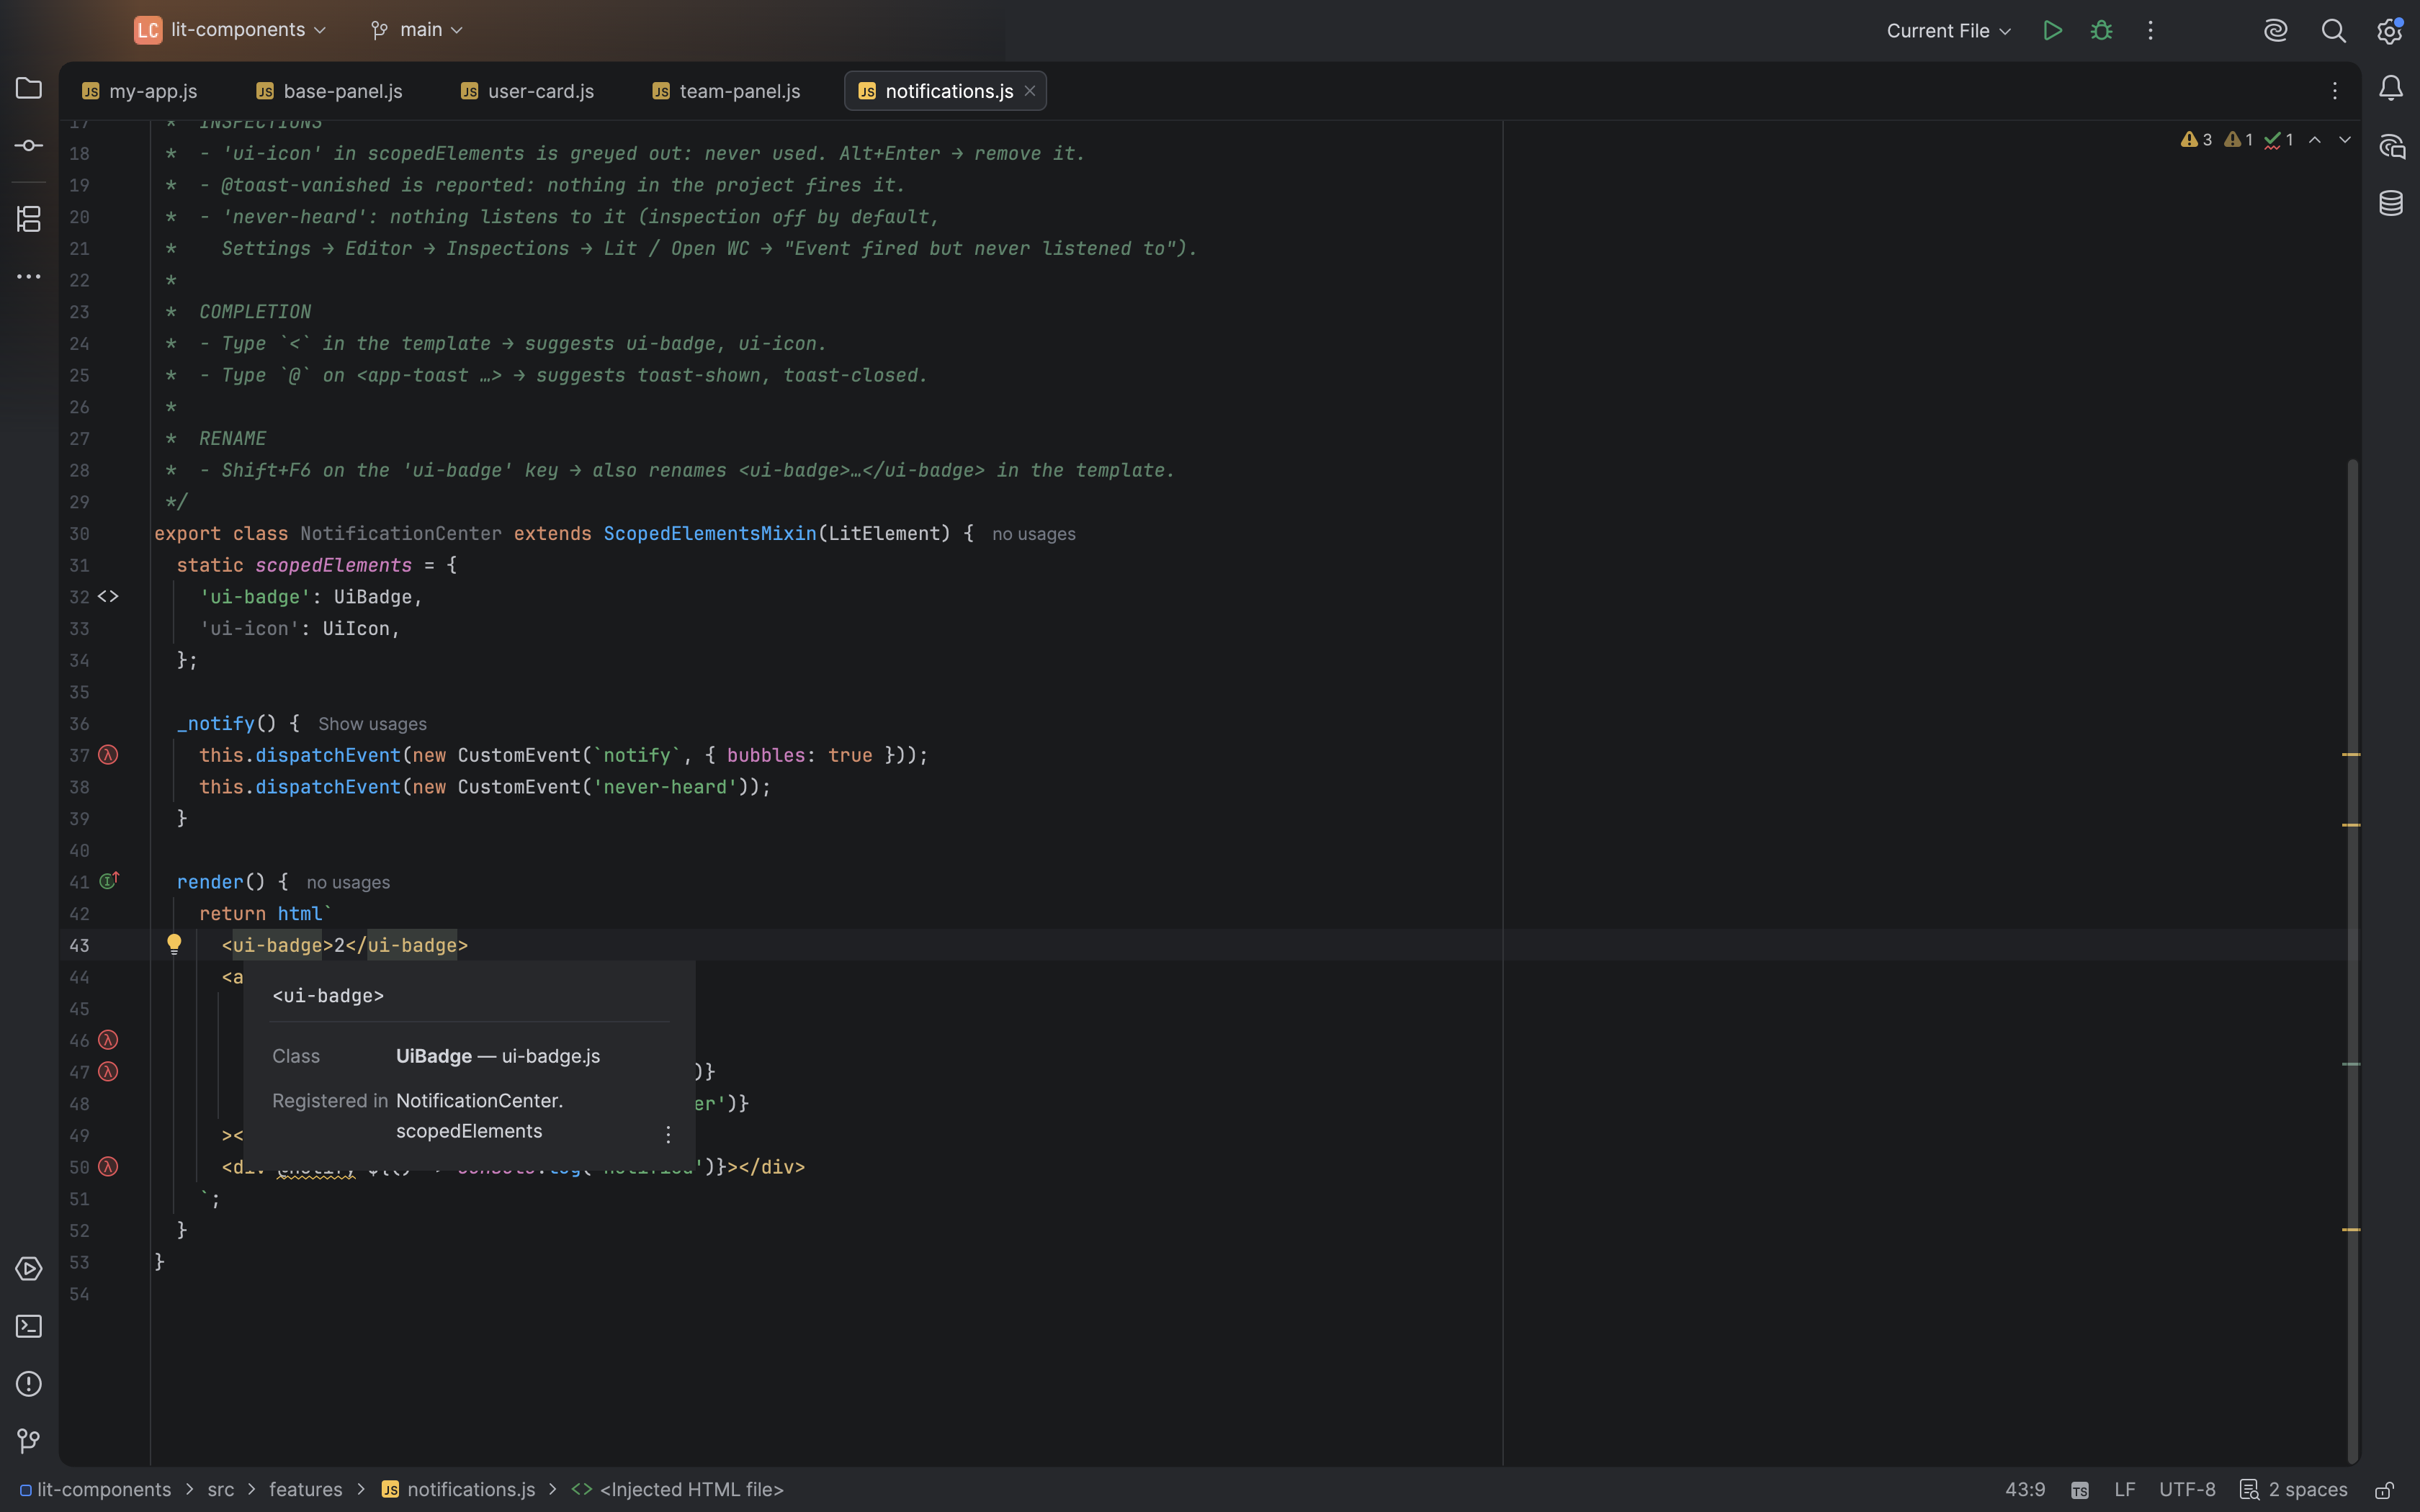 LC lit-components main Current File
my-app.js base-panel.js user-card.js team-panel.js notifications.js
17 * INSPECTIONS
3 1 1
18 * - 'ui-icon' in scopedElements is greyed out: never used. Alt+Enter → remove it.
19 * - @toast-vanished is reported: nothing in the project fires it.
20 * - 'never-heard': nothing listens to it (inspection off by default,
21 * Settings → Editor → Inspections → Lit / Open WC → "Event fired but never listened to").
22 *
23 * COMPLETION
24 * - Type `<` in the template → suggests ui-badge, ui-icon.
25 * - Type `@` on <app-toast …> → suggests toast-shown, toast-closed.
26 *
27 * RENAME
28 * - Shift+F6 on the 'ui-badge' key → also renames <ui-badge>…</ui-badge> in the template.
29 */
30 export class NotificationCenter extends ScopedElementsMixin(LitElement) { no usages
31 static scopedElements = {
32 'ui-badge': UiBadge,
33 'ui-icon': UiIcon,
34 };
35
36 _notify() { Show usages
37 this.dispatchEvent(new CustomEvent(`notify`, { bubbles: true }));
38 this.dispatchEvent(new CustomEvent('never-heard'));
39 }
40
41 render() { no usages
42 return html`
43 <ui-badge>2</ui-badge>
44 <a
<ui-badge>
45
46
Class UiBadge — ui-badge.js
47 )}
Registered in NotificationCenter.
48 er')}
scopedElements
49 ><
50 <div ')}></div>
51 `;
52 }
53 }
54
lit-components > src > features > JS notifications.js > <> <Injected HTML file> 43:9 TS LF UTF-8 2 spaces